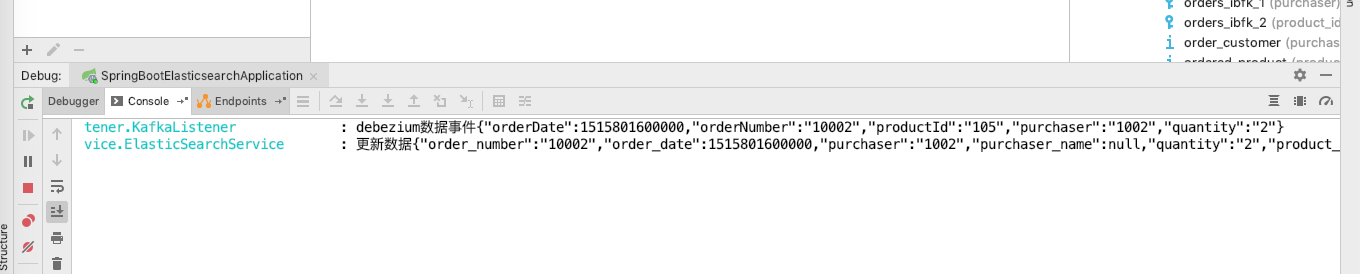 orders_ibfk_1 (purchaser)
orders_ibfk_2 (product_id
order_customer (purchas
ordered_product (produc
Debug: SpringBootElasticsearchApplication
Debugger Console Endpoints
tener.KafkaListener : debezium数据事件{"orderDate":1515801600000,"orderNumber":"10002","productId":"105","purchaser":"1002","quantity":"2"}
vice.ElasticSearchService : 更新数据{"order_number":"10002","order_date":1515801600000,"purchaser":"1002","purchaser_name":null,"quantity":"2","product_
Structure